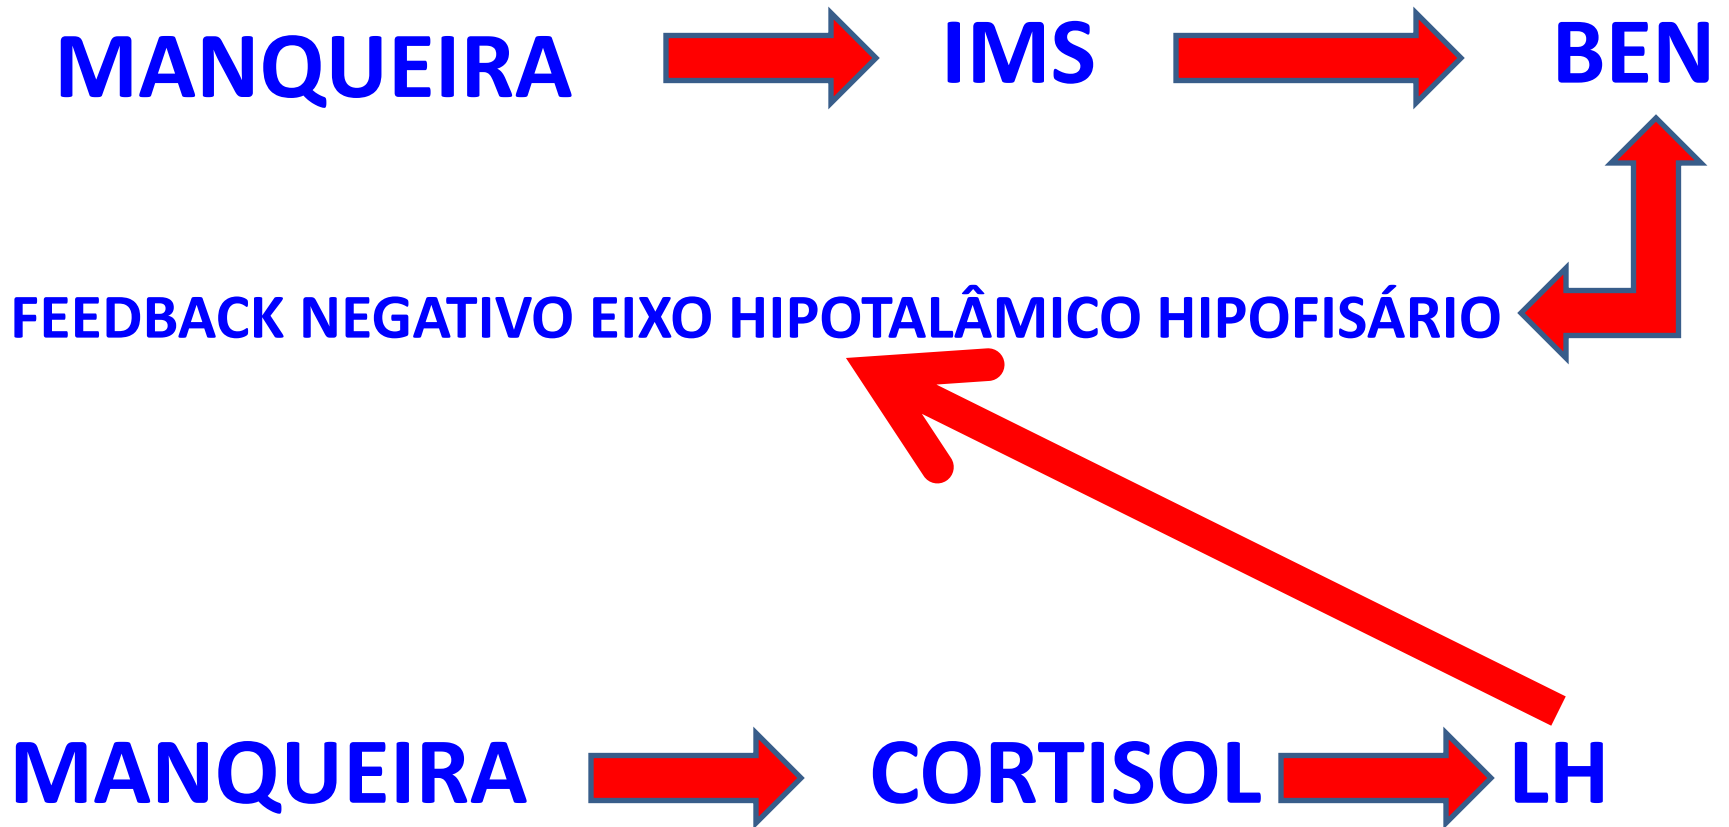 MANQUEIRA IMS BEN
FEEDBACK NEGATIVO EIXO HIPOTALÂMICO HIPOFISÁRIO
MANQUEIRA CORTISOL LH